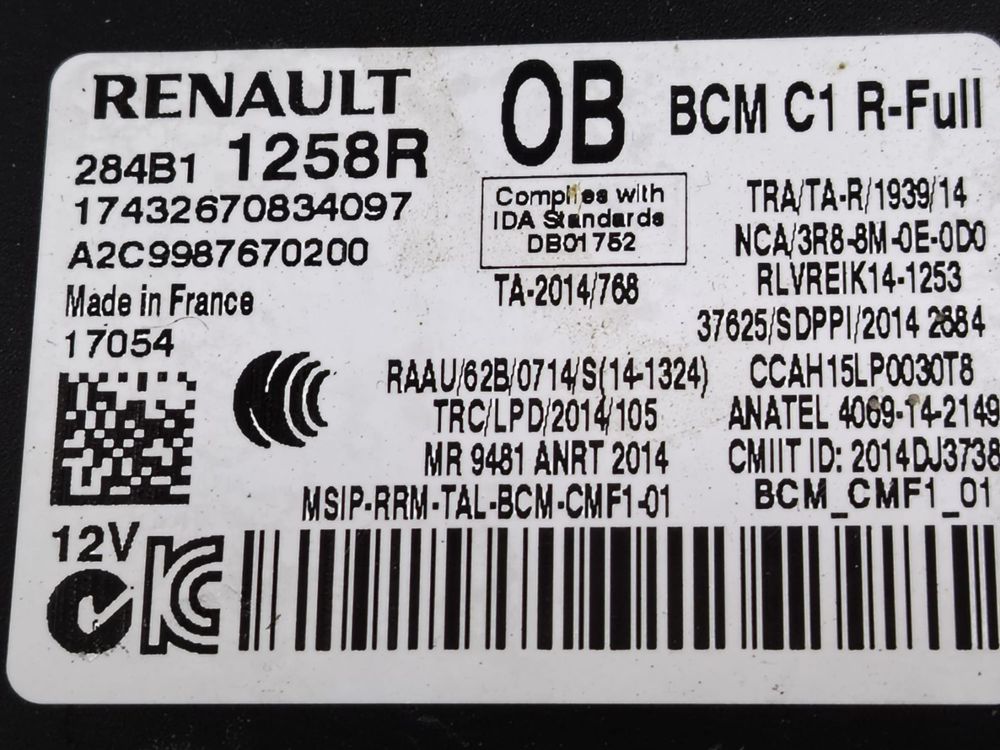 RENAULT
284B1 1258R
17432670834097
A2C9987670200
Made in France
17054
OB
BCM C1 R-Full
Complies with
IDA Standards
DB01752
TA-2014/768
TRA/TA-R/1939/14
NCA/3R8-8M-0E-0D0
RLVREIK14-1253
37625/SDPPI/2014 2684
RAAU/62B/0714/S(14-1324)
CCAH15LP0030T8
TRC/LPD/2014/105
ANATEL 4069-14-2149
MR 9481 ANRT 2014
CMIIT ID: 2014DJ3738
MSIP-RRM-TAL-BCM-CMF1-01
BCM_CMF1_01
12V